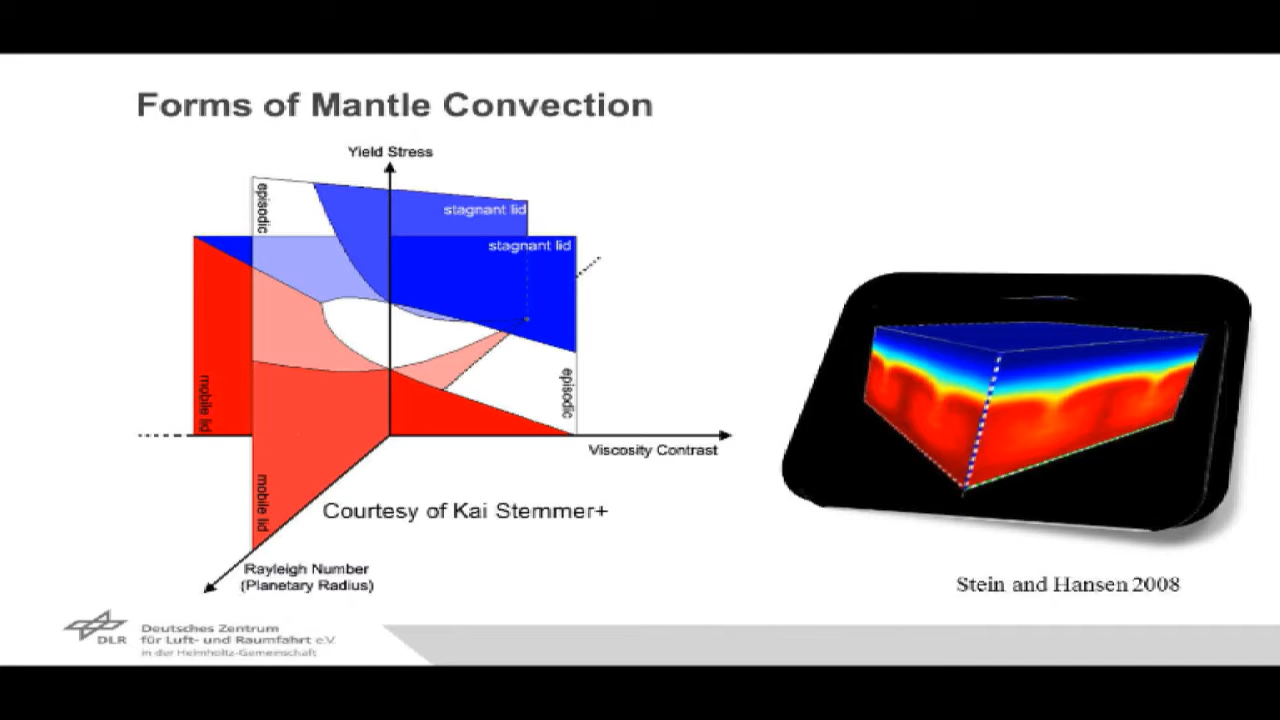 Forms of Mantle Convection
Yield Stress
episodic
stagnant lid
stagnant lid
mobile lid
episodic
Viscosity Contrast
mobile lid
Courtesy of Kai Stemmer+
Rayleigh Number
(Planetary Radius)
Stein and Hansen 2008
DLR
Deutsches Zentrum
für Luft- und Raumfahrt e.V.
in der Helmholtz-Gemeinschaft